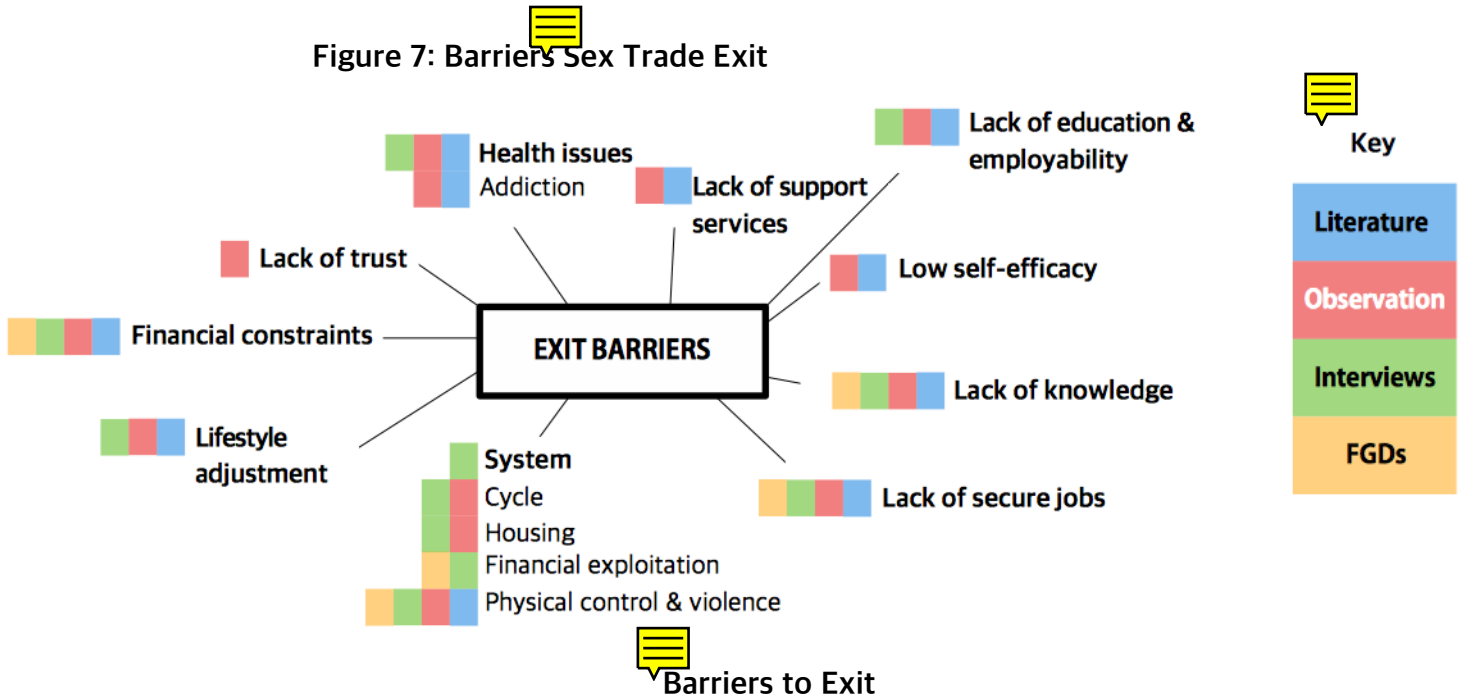 Figure 7: Barriers Sex Trade Exit
Key
Literature
Observation
Interviews
FGDs
Health issues
Addiction
Lack of support
services
Lack of education &
employability
Lack of trust
Low self-efficacy
Financial constraints
EXIT BARRIERS
Lack of knowledge
Lifestyle
adjustment
System
Cycle
Housing
Financial exploitation
Physical control & violence
Lack of secure jobs
Barriers to Exit